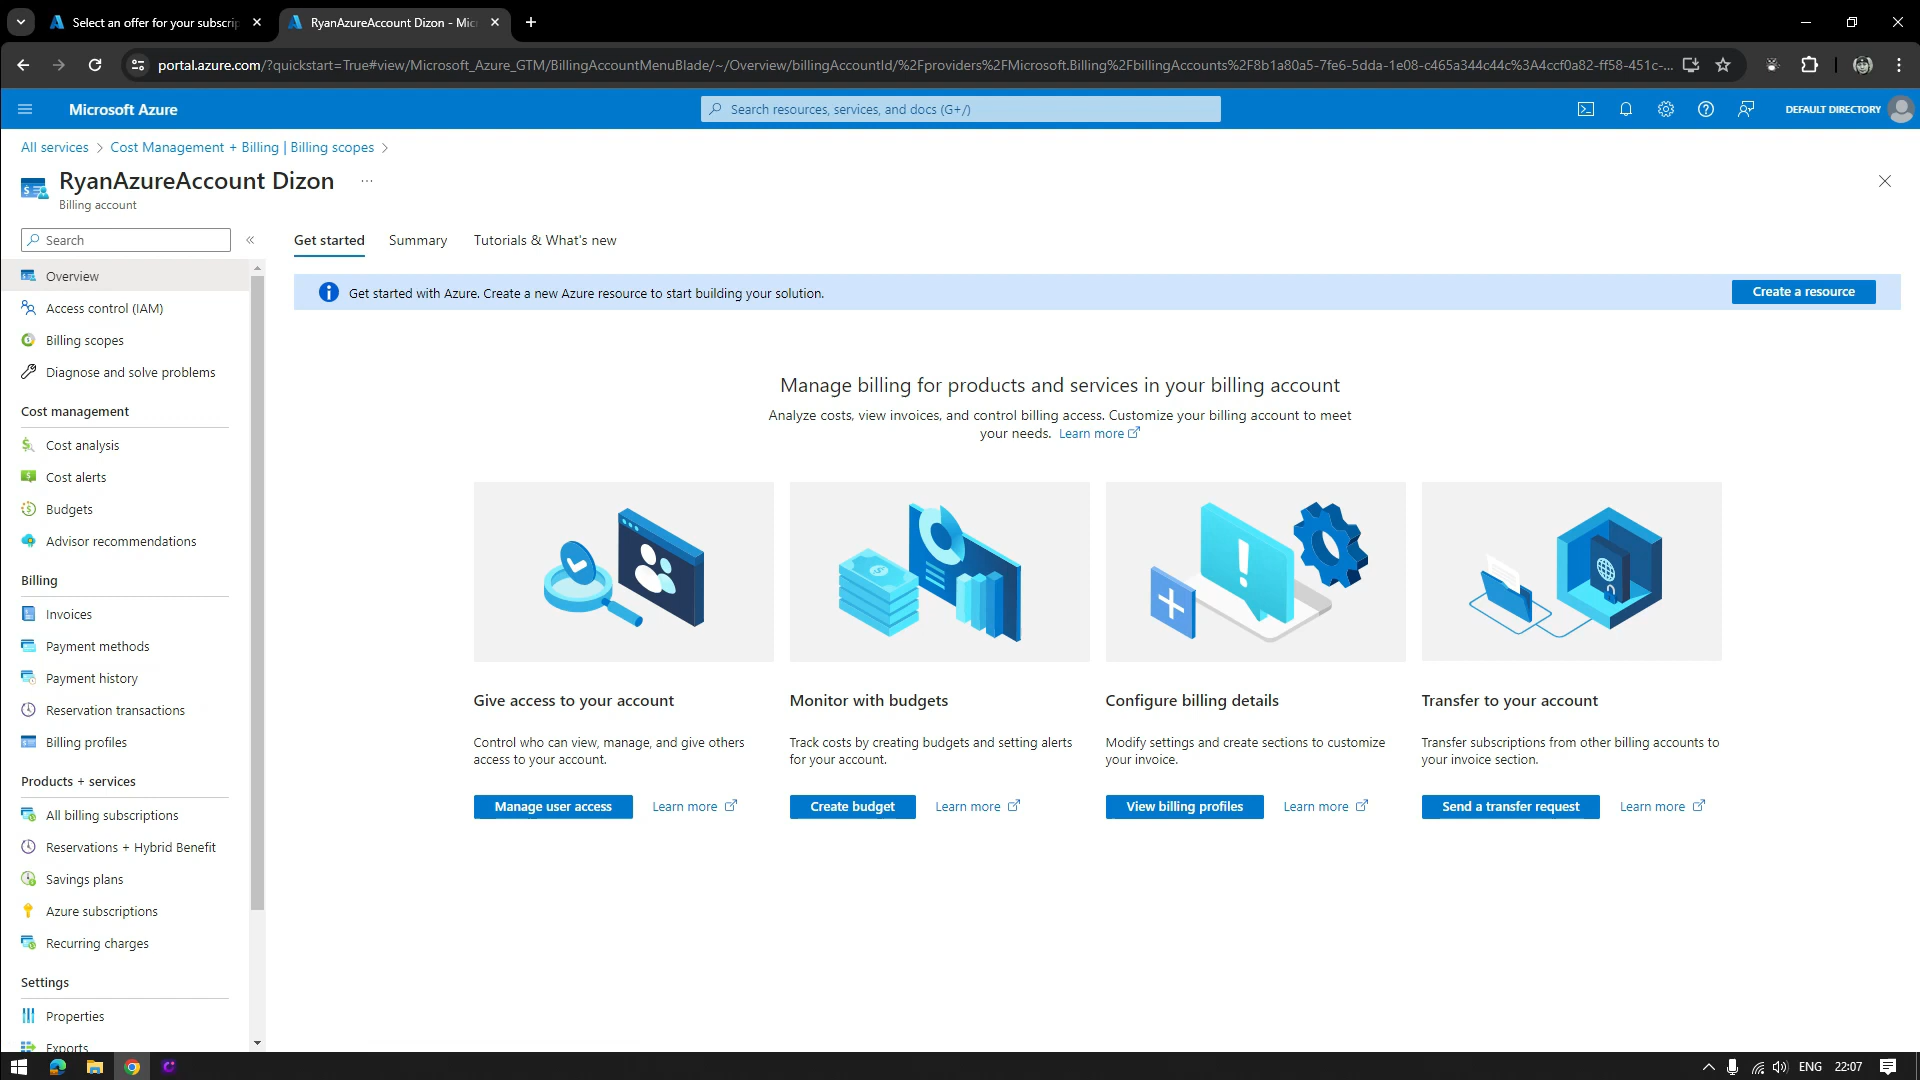 Select an offer for your subscrip
RyanAzureAccount Dizon - Mic
portal.azure.com/?quickstart=True#view/Microsoft_Azure_GTM/BillingAccountMenuBlade/~/Overview/billingAccountId/%2Fproviders%2FMicrosoft.Billing%2FbillingAccounts%2F8b1a80a5-7fe6-5dda-1e08-c465a344c44c%3A4ccf0a82-ff58-451c-...
Microsoft Azure
Search resources, services, and docs (G+/)
DEFAULT DIRECTORY
All services > Cost Management + Billing | Billing scopes >
RyanAzureAccount Dizon ...
Billing account
Search
«
Overview
Access control (IAM)
Billing scopes
Diagnose and solve problems
Cost management
Cost analysis
Cost alerts
Budgets
Advisor recommendations
Billing
Invoices
Payment methods
Payment history
Reservation transactions
Billing profiles
Products + services
All billing subscriptions
Reservations + Hybrid Benefit
Savings plans
Azure subscriptions
Recurring charges
Settings
Properties
Exports
Get started
Summary
Tutorials & What's new
Get started with Azure. Create a new Azure resource to start building your solution.
Create a resource
Manage billing for products and services in your billing account
Analyze costs, view invoices, and control billing access. Customize your billing account to meet
your needs. Learn more
Give access to your account
Control who can view, manage, and give others
access to your account.
Manage user access
Learn more
Monitor with budgets
Track costs by creating budgets and setting alerts
for your account.
Create budget
Learn more
Configure billing details
Modify settings and create sections to customize
your invoice.
View billing profiles
Learn more
Transfer to your account
Transfer subscriptions from other billing accounts to
your invoice section.
Send a transfer request
Learn more
ENG
22:07